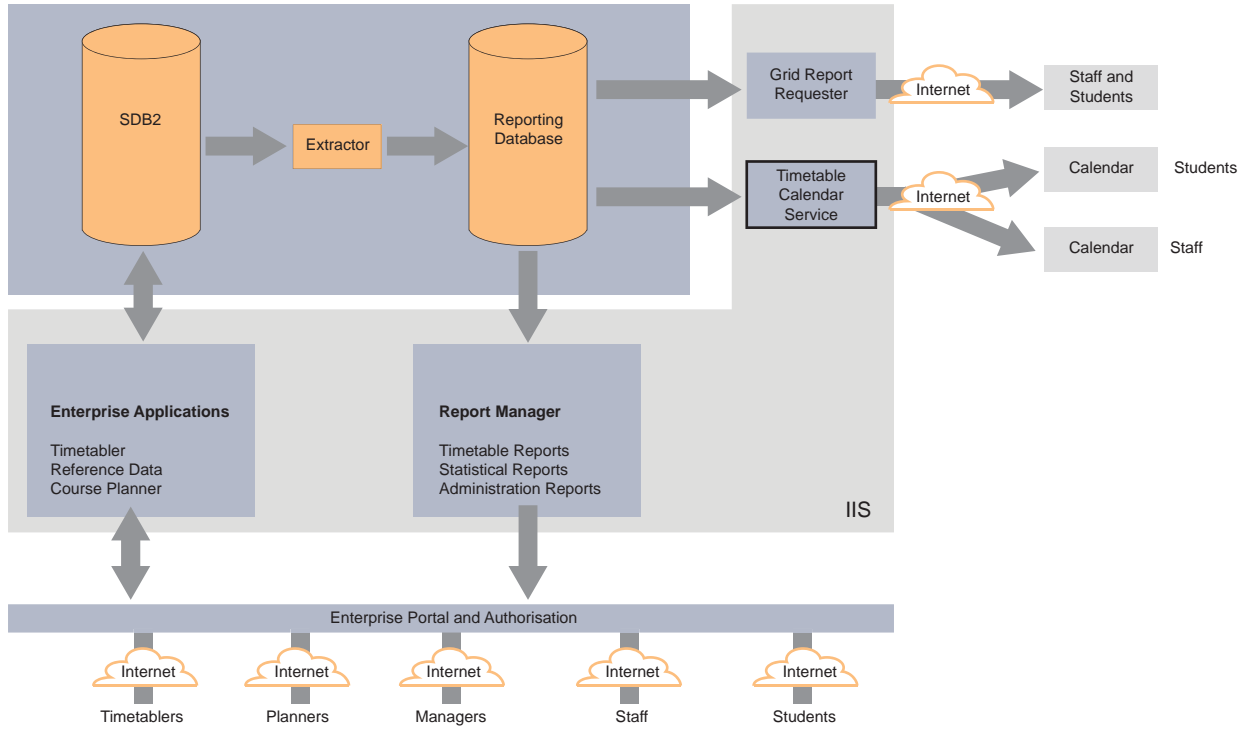 SDB2
Extractor
Reporting
Database
Grid Report
Requester
Internet
Staff and
Students
Timetable
Calendar
Service
Internet
Calendar
Students
Calendar
Staff
Enterprise Applications
Timetabler
Reference Data
Course Planner
Report Manager
Timetable Reports
Statistical Reports
Administration Reports
IIS
Enterprise Portal and Authorisation
Internet
Internet
Internet
Internet
Internet
Timetablers
Planners
Managers
Staff
Students